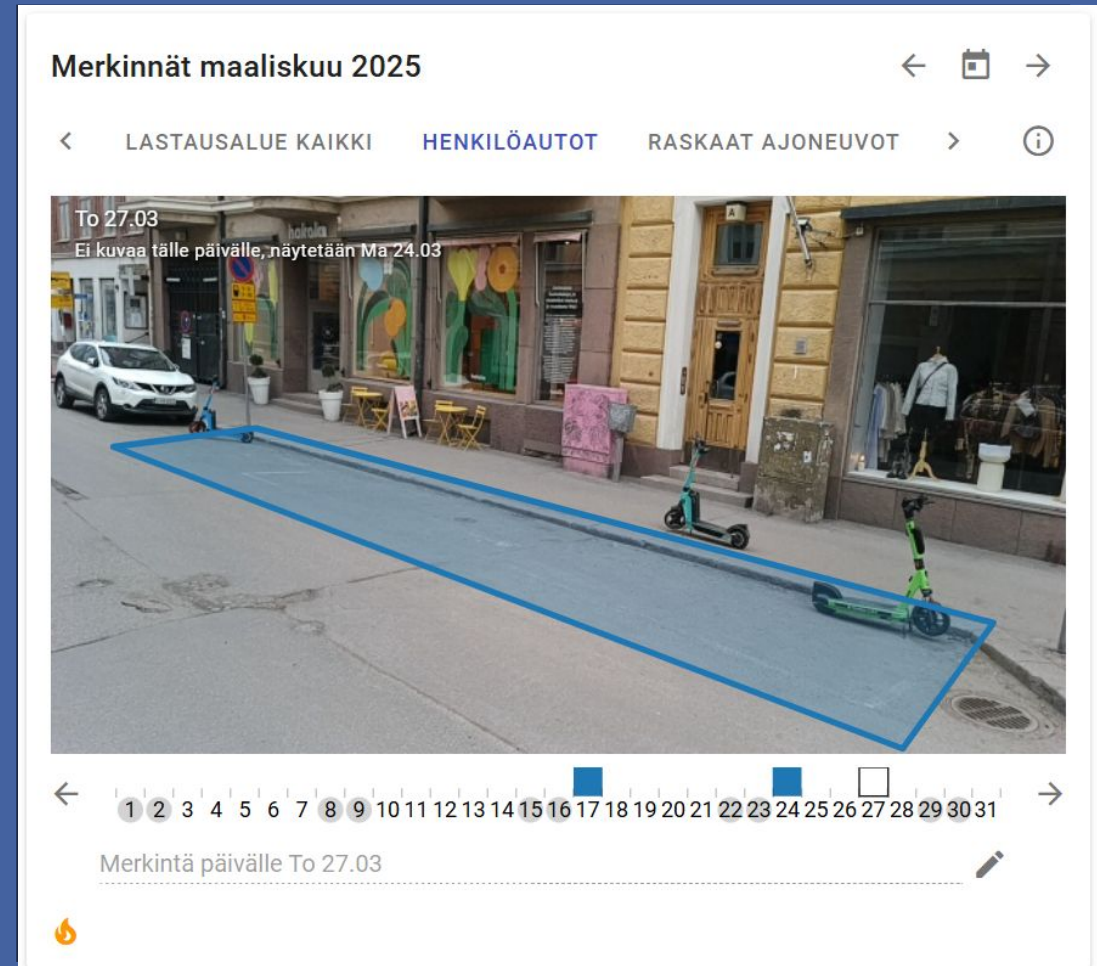 Merkinnät maaliskuu 2025
LASTAUSALUE KAIKKI HENKILÖAUTOT RASKAAT AJONEUVOT
To 27.03
Ei kuvaa tälle päivälle, näytetään Ma 24.03
hakola
A
1 2 3 4 5 6 7 8 9 10 11 12 13 14 15 16 17 18 19 20 21 22 23 24 25 26 27 28 29 30 31
Merkintä päivälle To 27.03